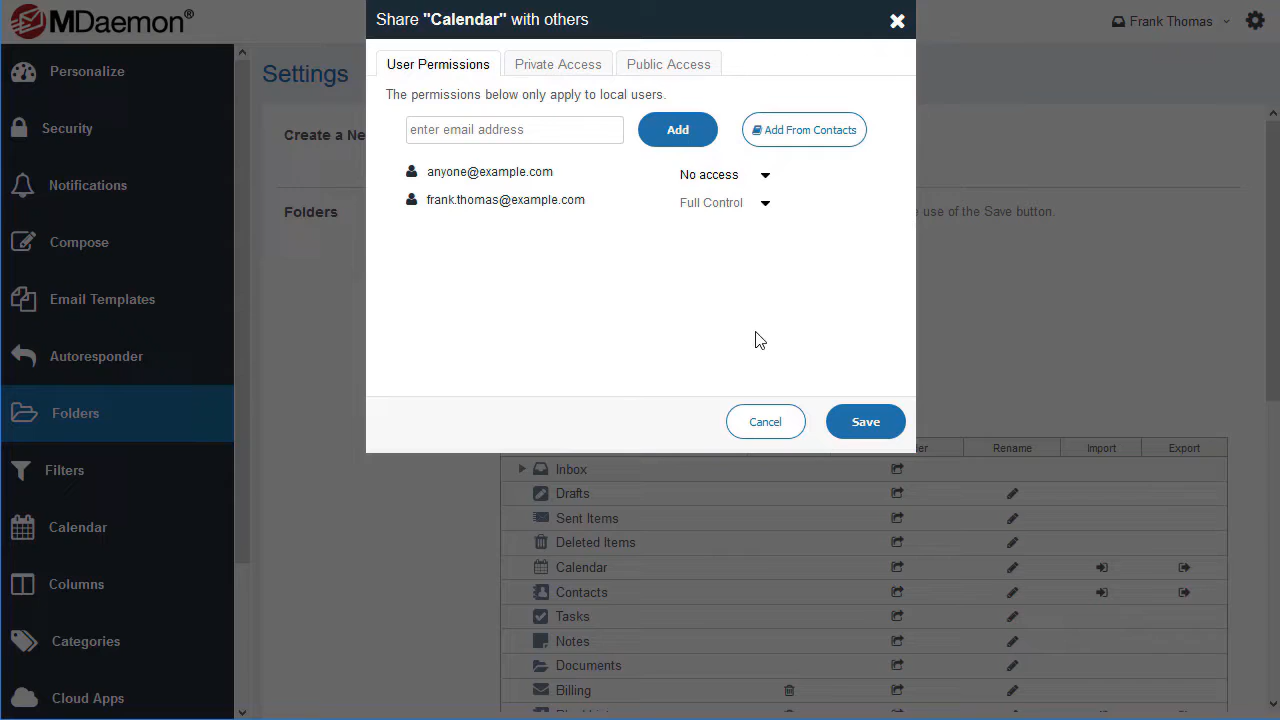 MDaemon®
Share "Calendar" with others
Frank Thomas
Personalize
Security
Notifications
Compose
Email Templates
Autoresponder
Folders
Filters
Calendar
Columns
Categories
Cloud Apps
Settings
Create a Ne
Folders
use of the Save button.
User Permissions
Private Access
Public Access
The permissions below only apply to local users.
enter email address
Add
Add From Contacts
anyone@example.com
No access
frank.thomas@example.com
Full Control
Cancel
Save
Rename
Import
Export
Inbox
Drafts
Sent Items
Deleted Items
Calendar
Contacts
Tasks
Notes
Documents
Billing